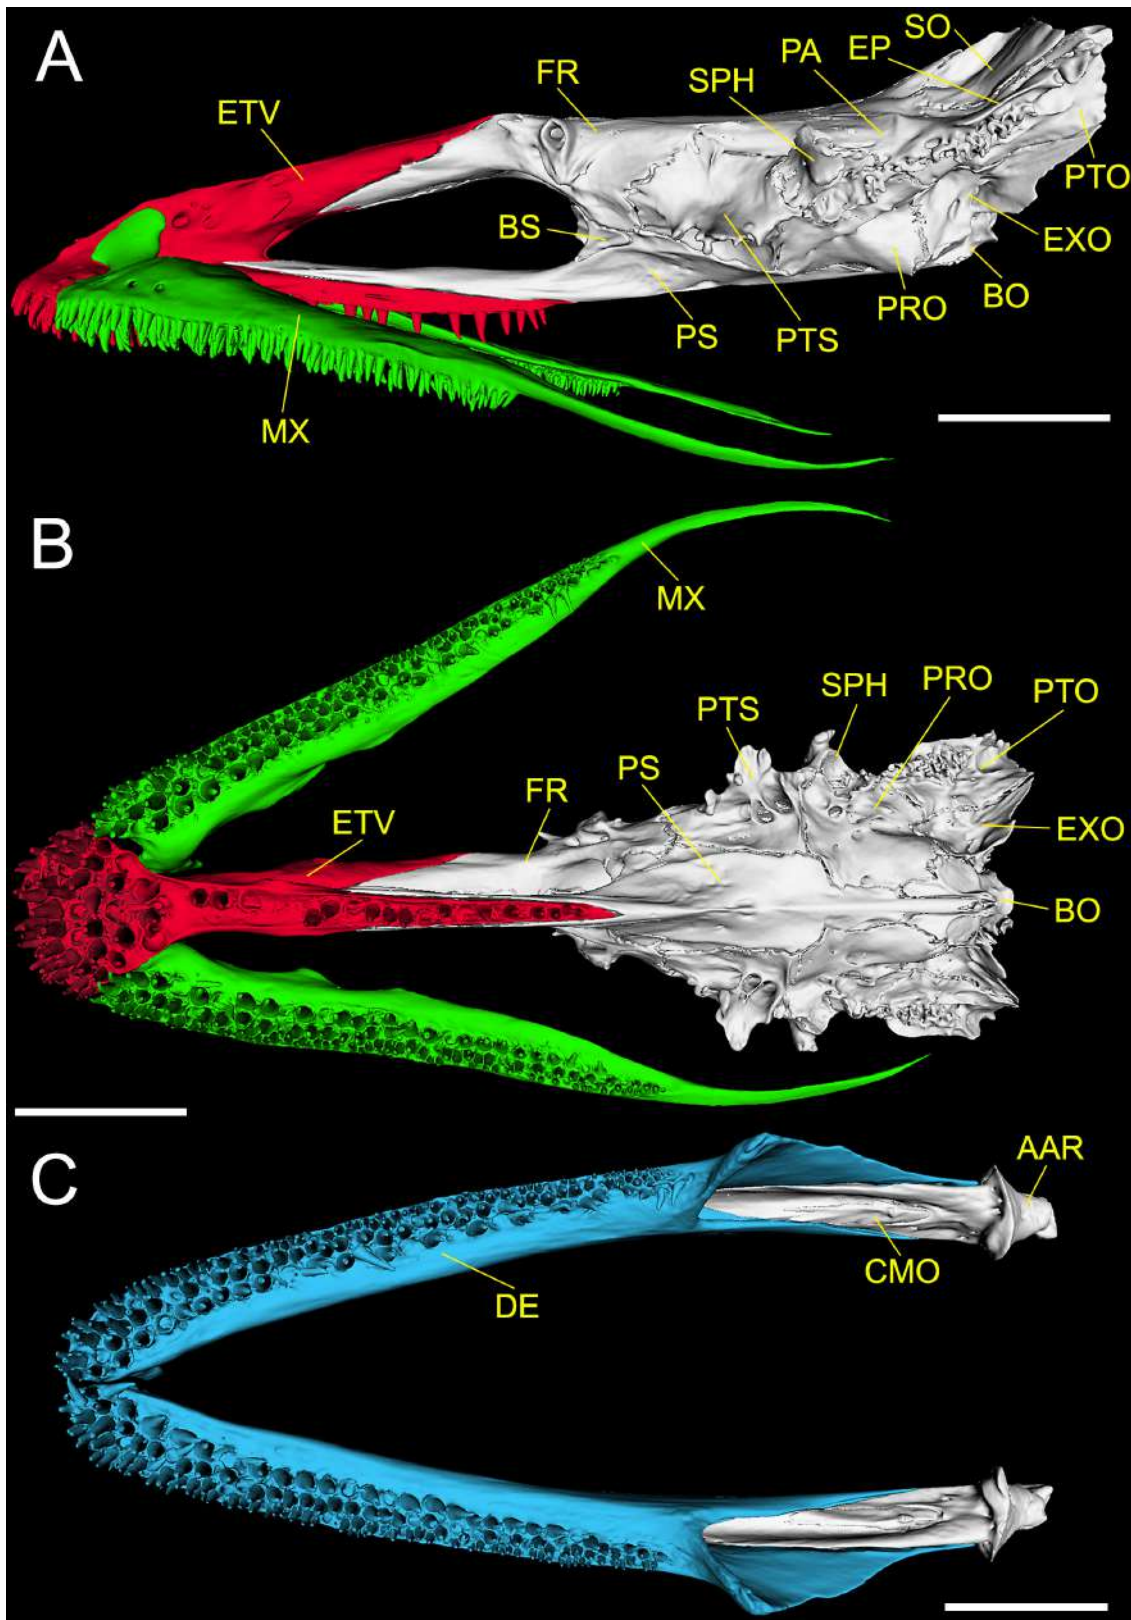 A
ETV
FR
SPH
PA
EP
SO
PTO
EXO
BO
PRO
PTS
PS
BS
MX
B
MX
PTS
SPH
PRO
PTO
PS
FR
ETV
EXO
BO
C
AAR
CMO
DE